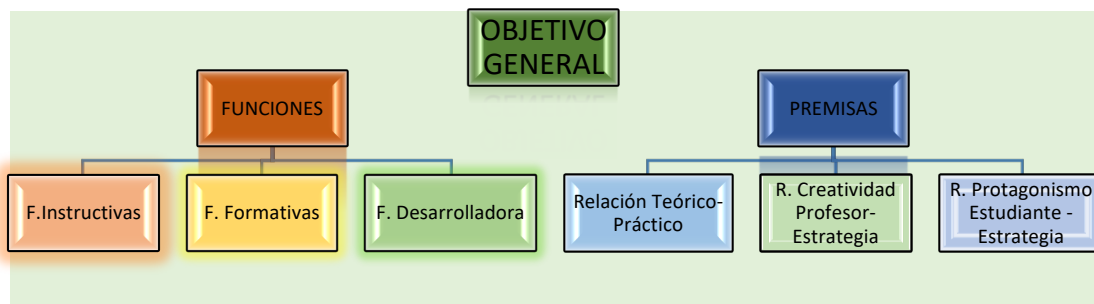 OBJETIVO
GENERAL
FUNCIONES
PREMISAS
F.Instructivas
F. Formativas
F. Desarrolladora
Relación Teórico-
Práctico
R. Creatividad
Profesor-
Estrategia
R. Protagonismo
Estudiante -
Estrategia